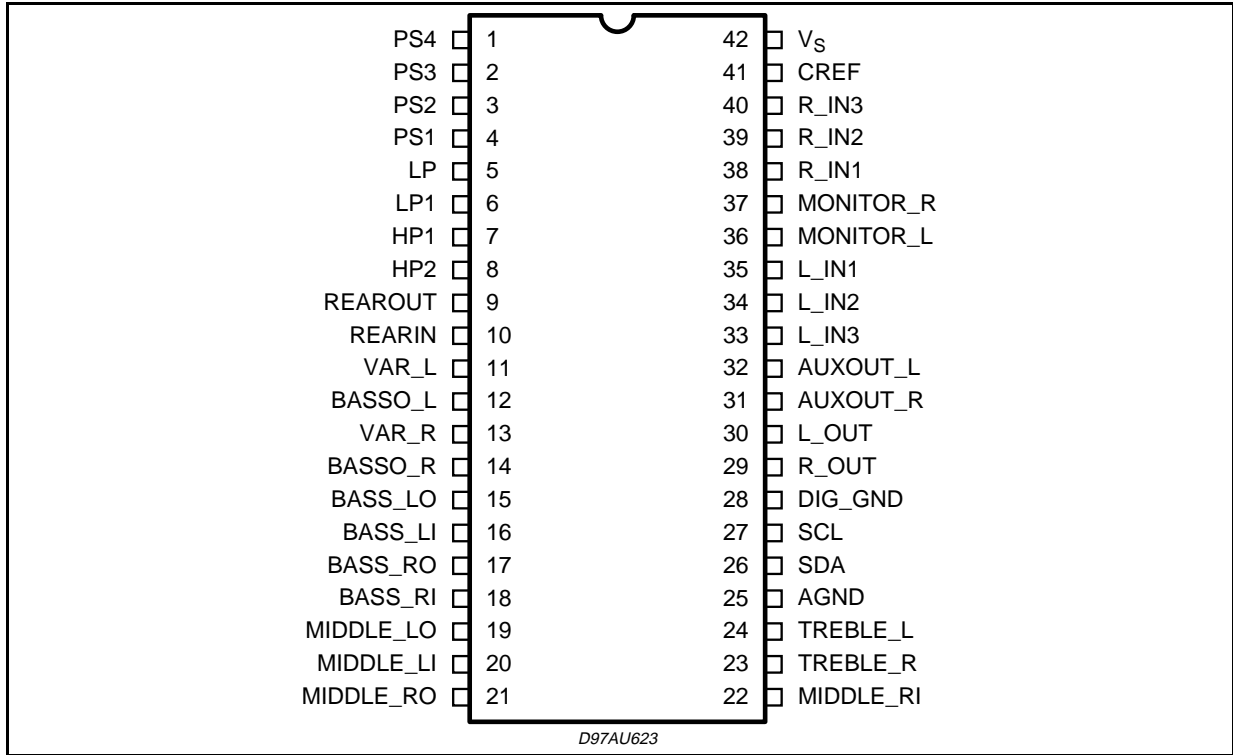 PS4 1 42 VS
PS3 2 41 CREF
PS2 3 40 R_IN3
PS1 4 39 R_IN2
LP 5 38 R_IN1
LP1 6 37 MONITOR_R
HP1 7 36 MONITOR_L
HP2 8 35 L_IN1
REAROUT 9 34 L_IN2
REARIN 10 33 L_IN3
VAR_L 11 32 AUXOUT_L
BASSO_L 12 31 AUXOUT_R
VAR_R 13 30 L_OUT
BASSO_R 14 29 R_OUT
BASS_LO 15 28 DIG_GND
BASS_LI 16 27 SCL
BASS_RO 17 26 SDA
BASS_RI 18 25 AGND
MIDDLE_LO 19 24 TREBLE_L
MIDDLE_LI 20 23 TREBLE_R
MIDDLE_RO 21 22 MIDDLE_RI
D97AU623